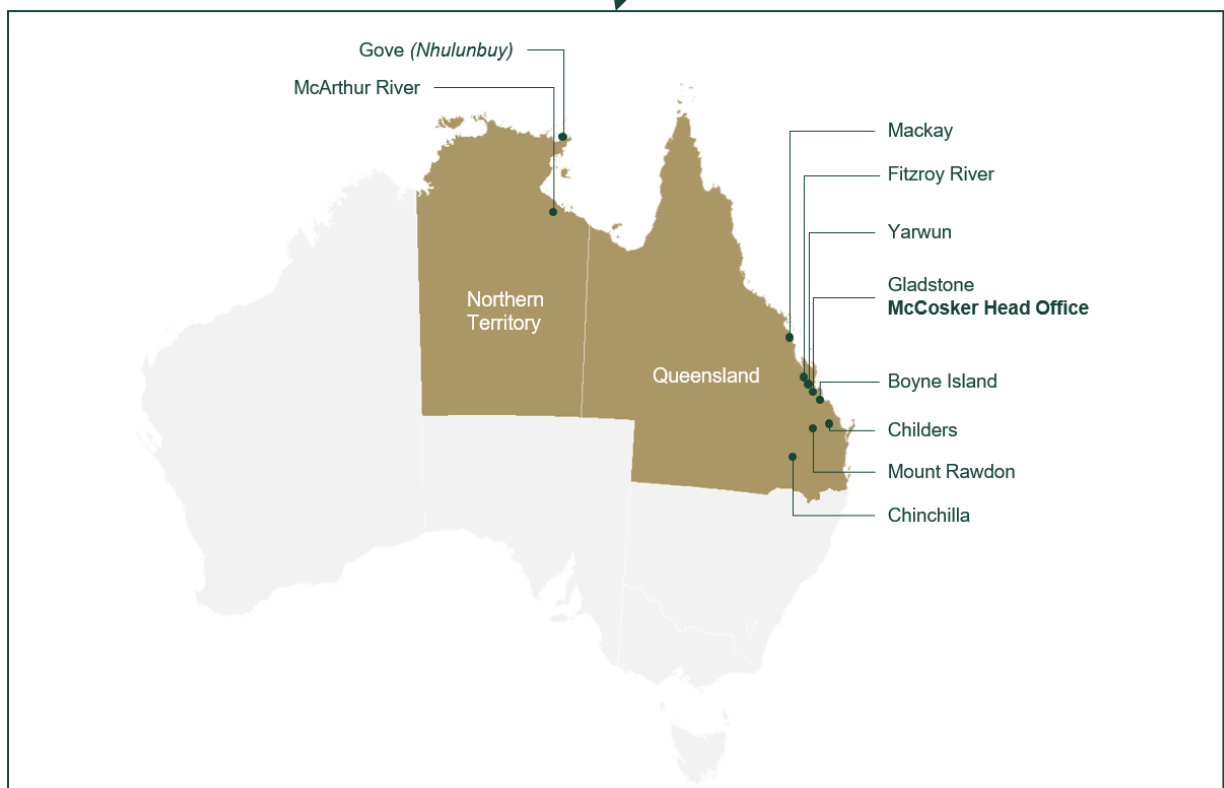 Gove (Nhulunbuy)
McArthur River
Mackay
Fitzroy River
Yarwun
Gladstone
McCosker Head Office
Northern
Territory
Queensland
Boyne Island
Childers
Mount Rawdon
Chinchilla